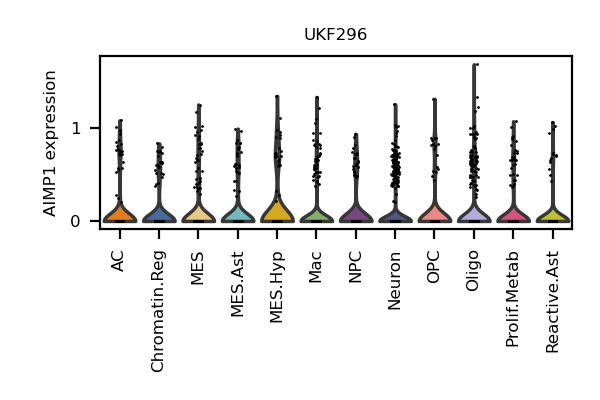 UKF296
AIMP1 expression
1
0
AC
Chromatin.Reg
MES
MES.Ast
MES.Hyp
Mac
NPC
Neuron
OPC
Oligo
Prolif.Metab
Reactive.Ast